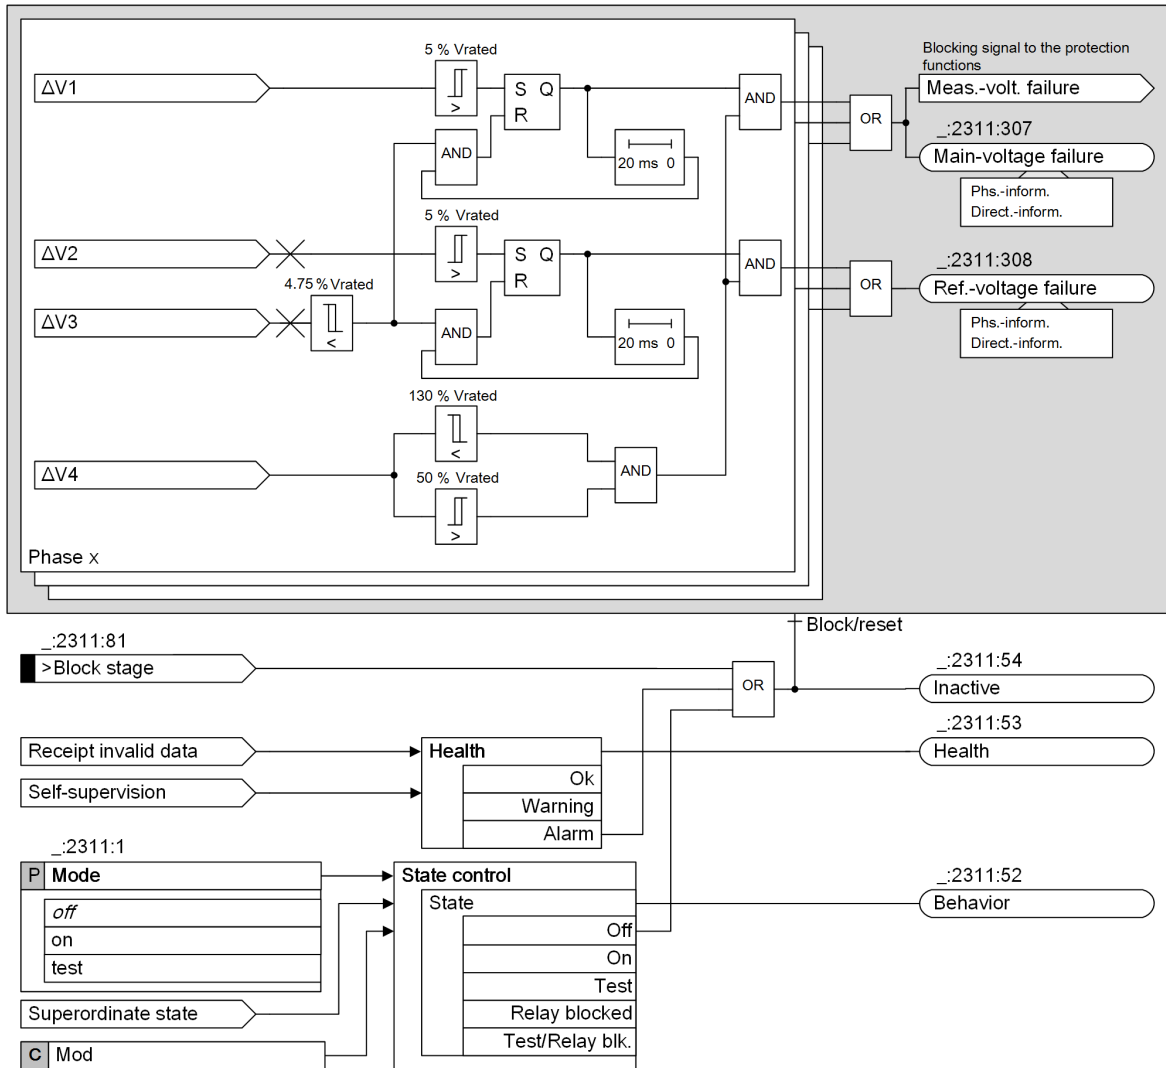 5 % Vrated
Blocking signal to the protection
functions
ΔV1
>
S Q
R
AND
Meas.-volt. failure
OR
_:2311:307
AND
20 ms 0
Main-voltage failure
Phs.-inform.
Direct.-inform.
5 % Vrated
ΔV2
>
S Q
R
AND
_:2311:308
4.75 % Vrated
OR
Ref.-voltage failure
ΔV3
<
AND
20 ms 0
Phs.-inform.
Direct.-inform.
130 % Vrated
<
ΔV4
50 % Vrated
AND
>
Phase x
Block/reset
_:2311:81
>Block stage
OR
_:2311:54
Inactive
_:2311:53
Receipt invalid data
Health
Health
Ok
Self-supervision
Warning
Alarm
_:2311:1
P Mode
State control
_:2311:52
off
State
Behavior
on
Off
test
On
Test
Superordinate state
Relay blocked
C Mod
Test/Relay blk.